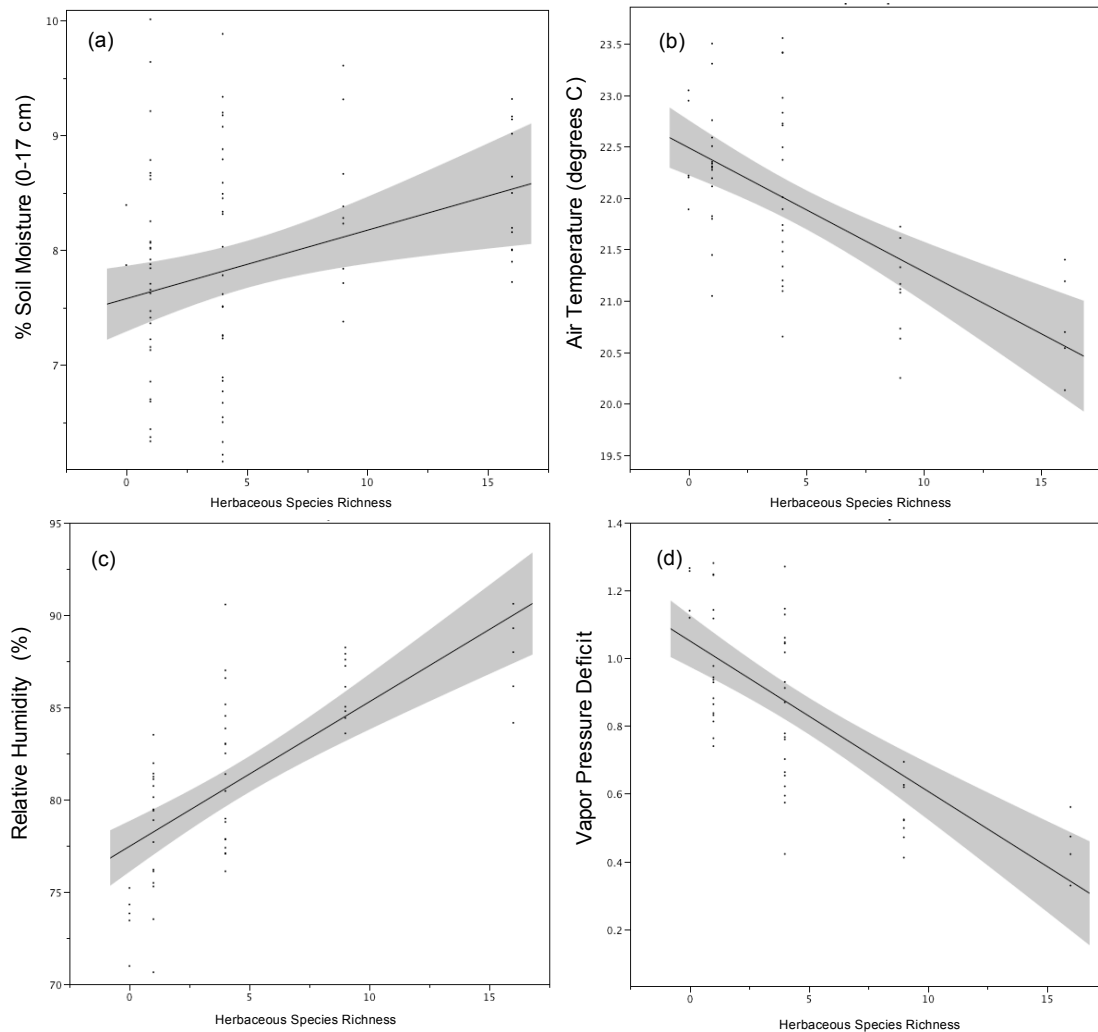 (a)
% Soil Moisture (0-17 cm)
10
9
8
7
0 5 10 15
Herbaceous Species Richness
(b)
Air Temperature (degrees C)
23.5
23.0
22.5
22.0
21.5
21.0
20.5
20.0
19.5
0 5 10 15
Herbaceous Species Richness
(c)
Relative Humidity (%)
95
90
85
80
75
70
0 5 10 15
Herbaceous Species Richness
(d)
Vapor Pressure Deficit
1.4
1.2
1.0
0.8
0.6
0.4
0.2
0 5 10 15
Herbaceous Species Richness